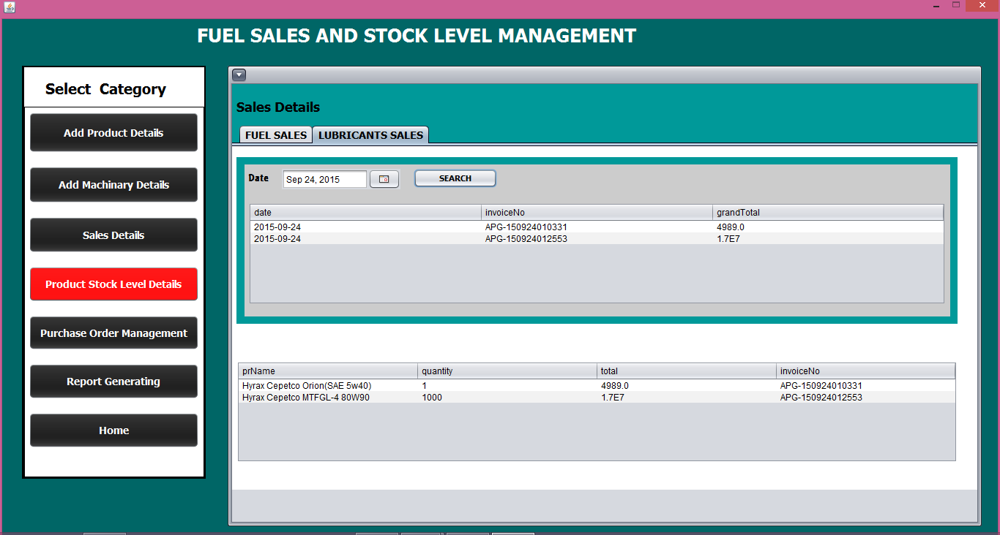 FUEL SALES AND STOCK LEVEL MANAGEMENT
Select Category
Add Product Details
Add Machinary Details
Sales Details
Product Stock Level Details
Purchase Order Management
Report Generating
Home
Sales Details
FUEL SALES LUBRICANTS SALES
Date Sep 24, 2015 SEARCH
date invoiceNo grandTotal
2015-09-24 APG-150924010331 4989.0
2015-09-24 APG-150924012553 1.7E7
prName quantity total invoiceNo
Hyrax Cepetco Orion(SAE 5w40) 1 4989.0 APG-150924010331
Hyrax Cepetco MTFGL-4 80W90 1000 1.7E7 APG-150924012553